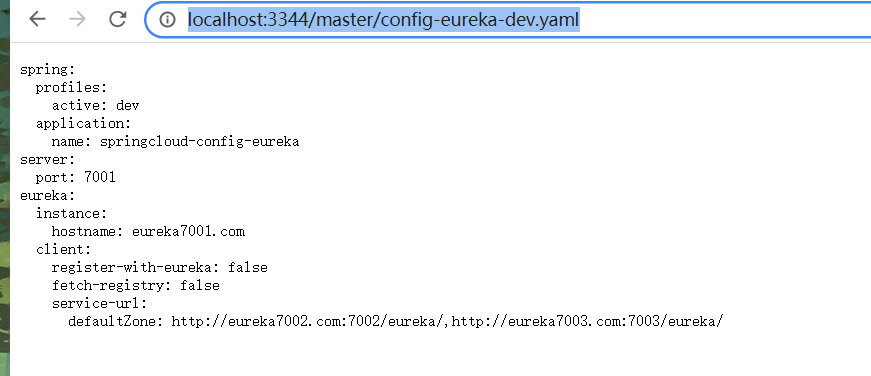 localhost:3344/master/config-eureka-dev.yaml
spring:
  profiles:
    active: dev
  application:
    name: springcloud-config-eureka
server:
  port: 7001
eureka:
  instance:
    hostname: eureka7001.com
  client:
    register-with-eureka: false
    fetch-registry: false
    service-url:
      defaultZone: http://eureka7002.com:7002/eureka/,http://eureka7003.com:7003/eureka/